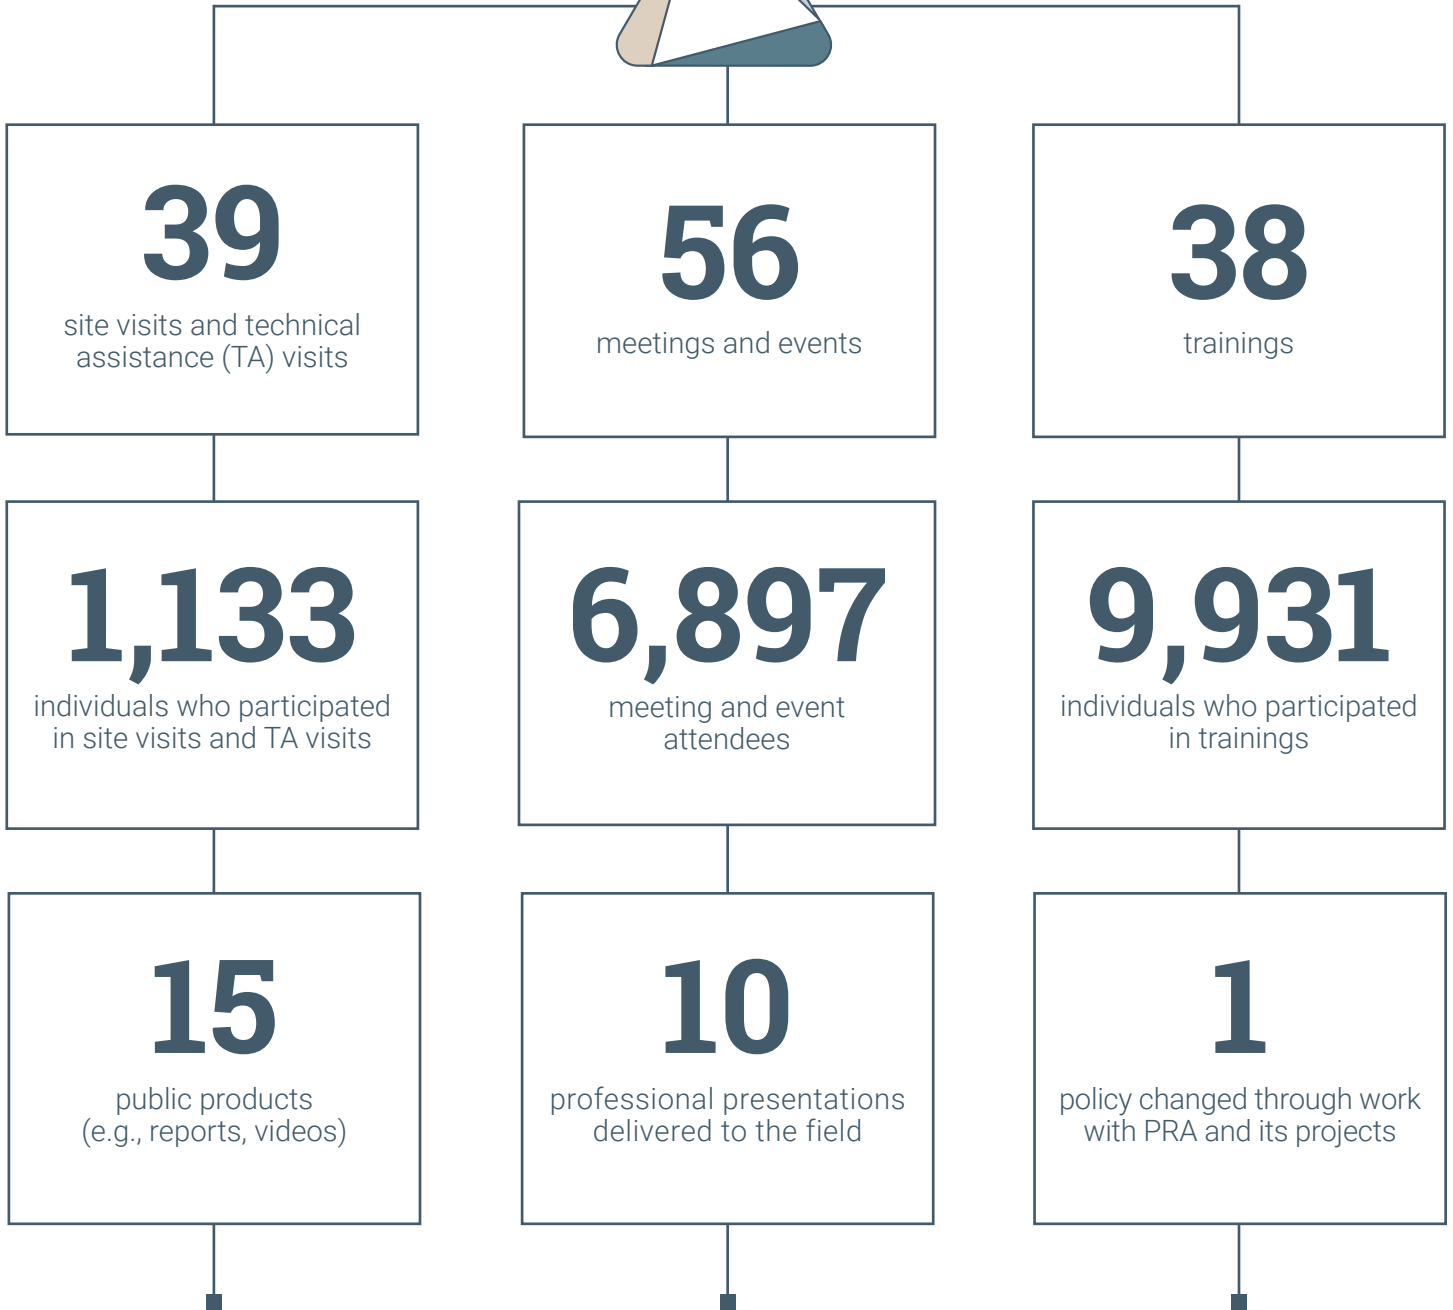 39
site visits and technical
assistance (TA) visits
56
meetings and events
38
trainings
1,133
individuals who participated
in site visits and TA visits
6,897
meeting and event
attendees
9,931
individuals who participated
in trainings
15
public products
(e.g., reports, videos)
10
professional presentations
delivered to the field
1
policy changed through work
with PRA and its projects